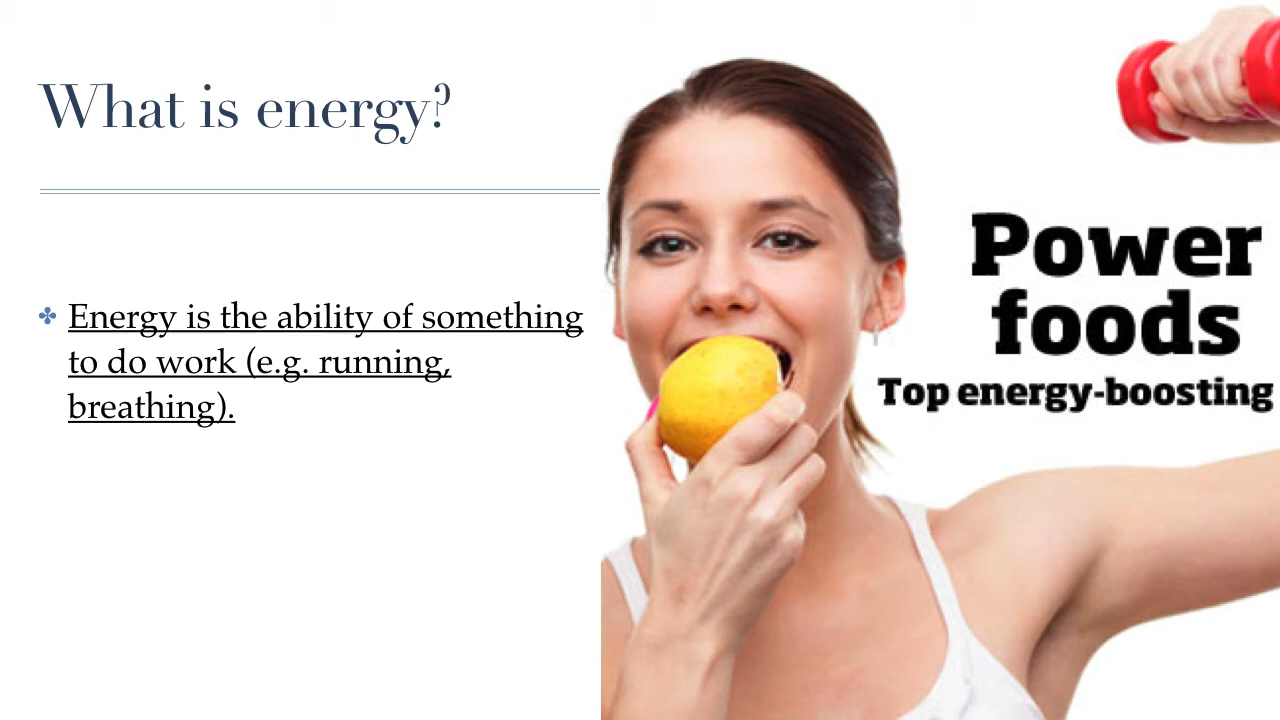 What is energy?
Energy is the ability of something
to do work (e.g. running,
breathing).
Power
foods
Top energy-boosting